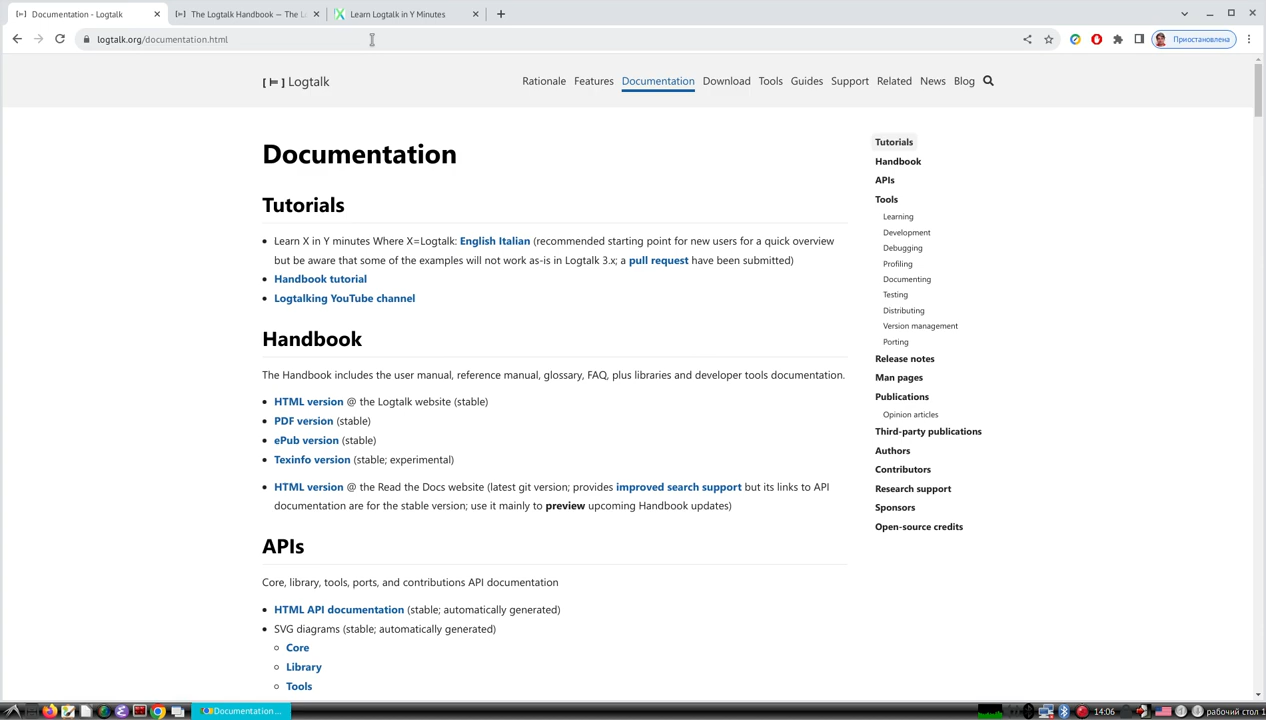 Documentation - Logtalk
The Logtalk Handbook — The L
Learn Logtalk in Y Minutes
logtalk.org/documentation.html
Приостановлена
[ ⊨ ] Logtalk
Rationale Features Documentation Download Tools Guides Support Related News Blog
Documentation
Tutorials
Learn X in Y minutes Where X=Logtalk: English Italian (recommended starting point for new users for a quick overview
but be aware that some of the examples will not work as-is in Logtalk 3.x; a pull request have been submitted)
Handbook tutorial
Logtalking YouTube channel
Handbook
The Handbook includes the user manual, reference manual, glossary, FAQ, plus libraries and developer tools documentation.
HTML version @ the Logtalk website (stable)
PDF version (stable)
ePub version (stable)
Texinfo version (stable; experimental)
HTML version @ the Read the Docs website (latest git version; provides improved search support but its links to API
documentation are for the stable version; use it mainly to preview upcoming Handbook updates)
APIs
Core, library, tools, ports, and contributions API documentation
HTML API documentation (stable; automatically generated)
SVG diagrams (stable; automatically generated)
Core
Library
Tools
Tutorials
Handbook
APIs
Tools
Learning
Development
Debugging
Profiling
Documenting
Testing
Distributing
Version management
Porting
Release notes
Man pages
Publications
Opinion articles
Third-party publications
Authors
Contributors
Research support
Sponsors
Open-source credits
Documentation...
14:06
рабочий стол 1